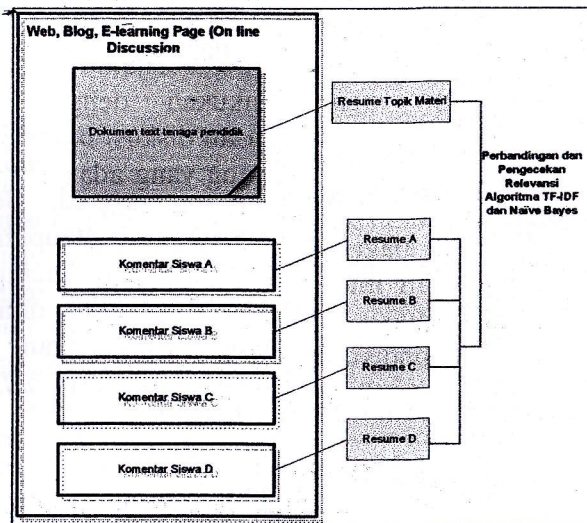 Web, Blog, E-learning Page (On line
Discussion
Dokumen text tenaga pendidik
Resume Topik Materi
Perbandingan dan
Pengecekan
Relevansi
Algoritma TF-IDF
dan Naïve Bayes
Komentar Siswa A
Resume A
Komentar Siswa B
Resume B
Komentar Siswa C
Resume C
Komentar Siswa D
Resume D